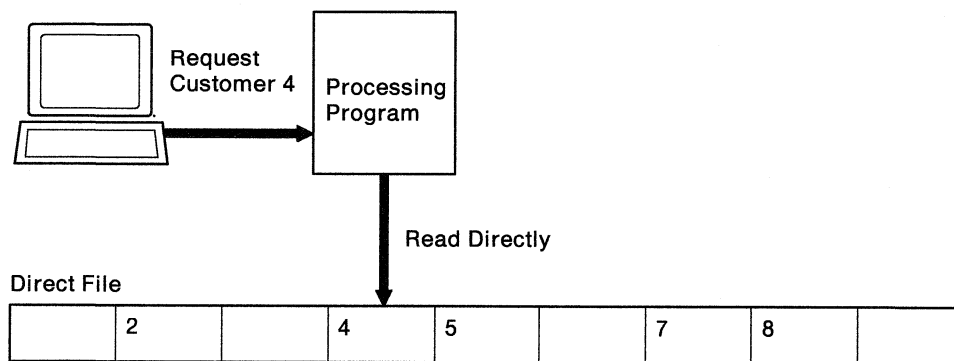 Request
Customer 4
Processing
Program
Read Directly
Direct File
2 4 5 7 8